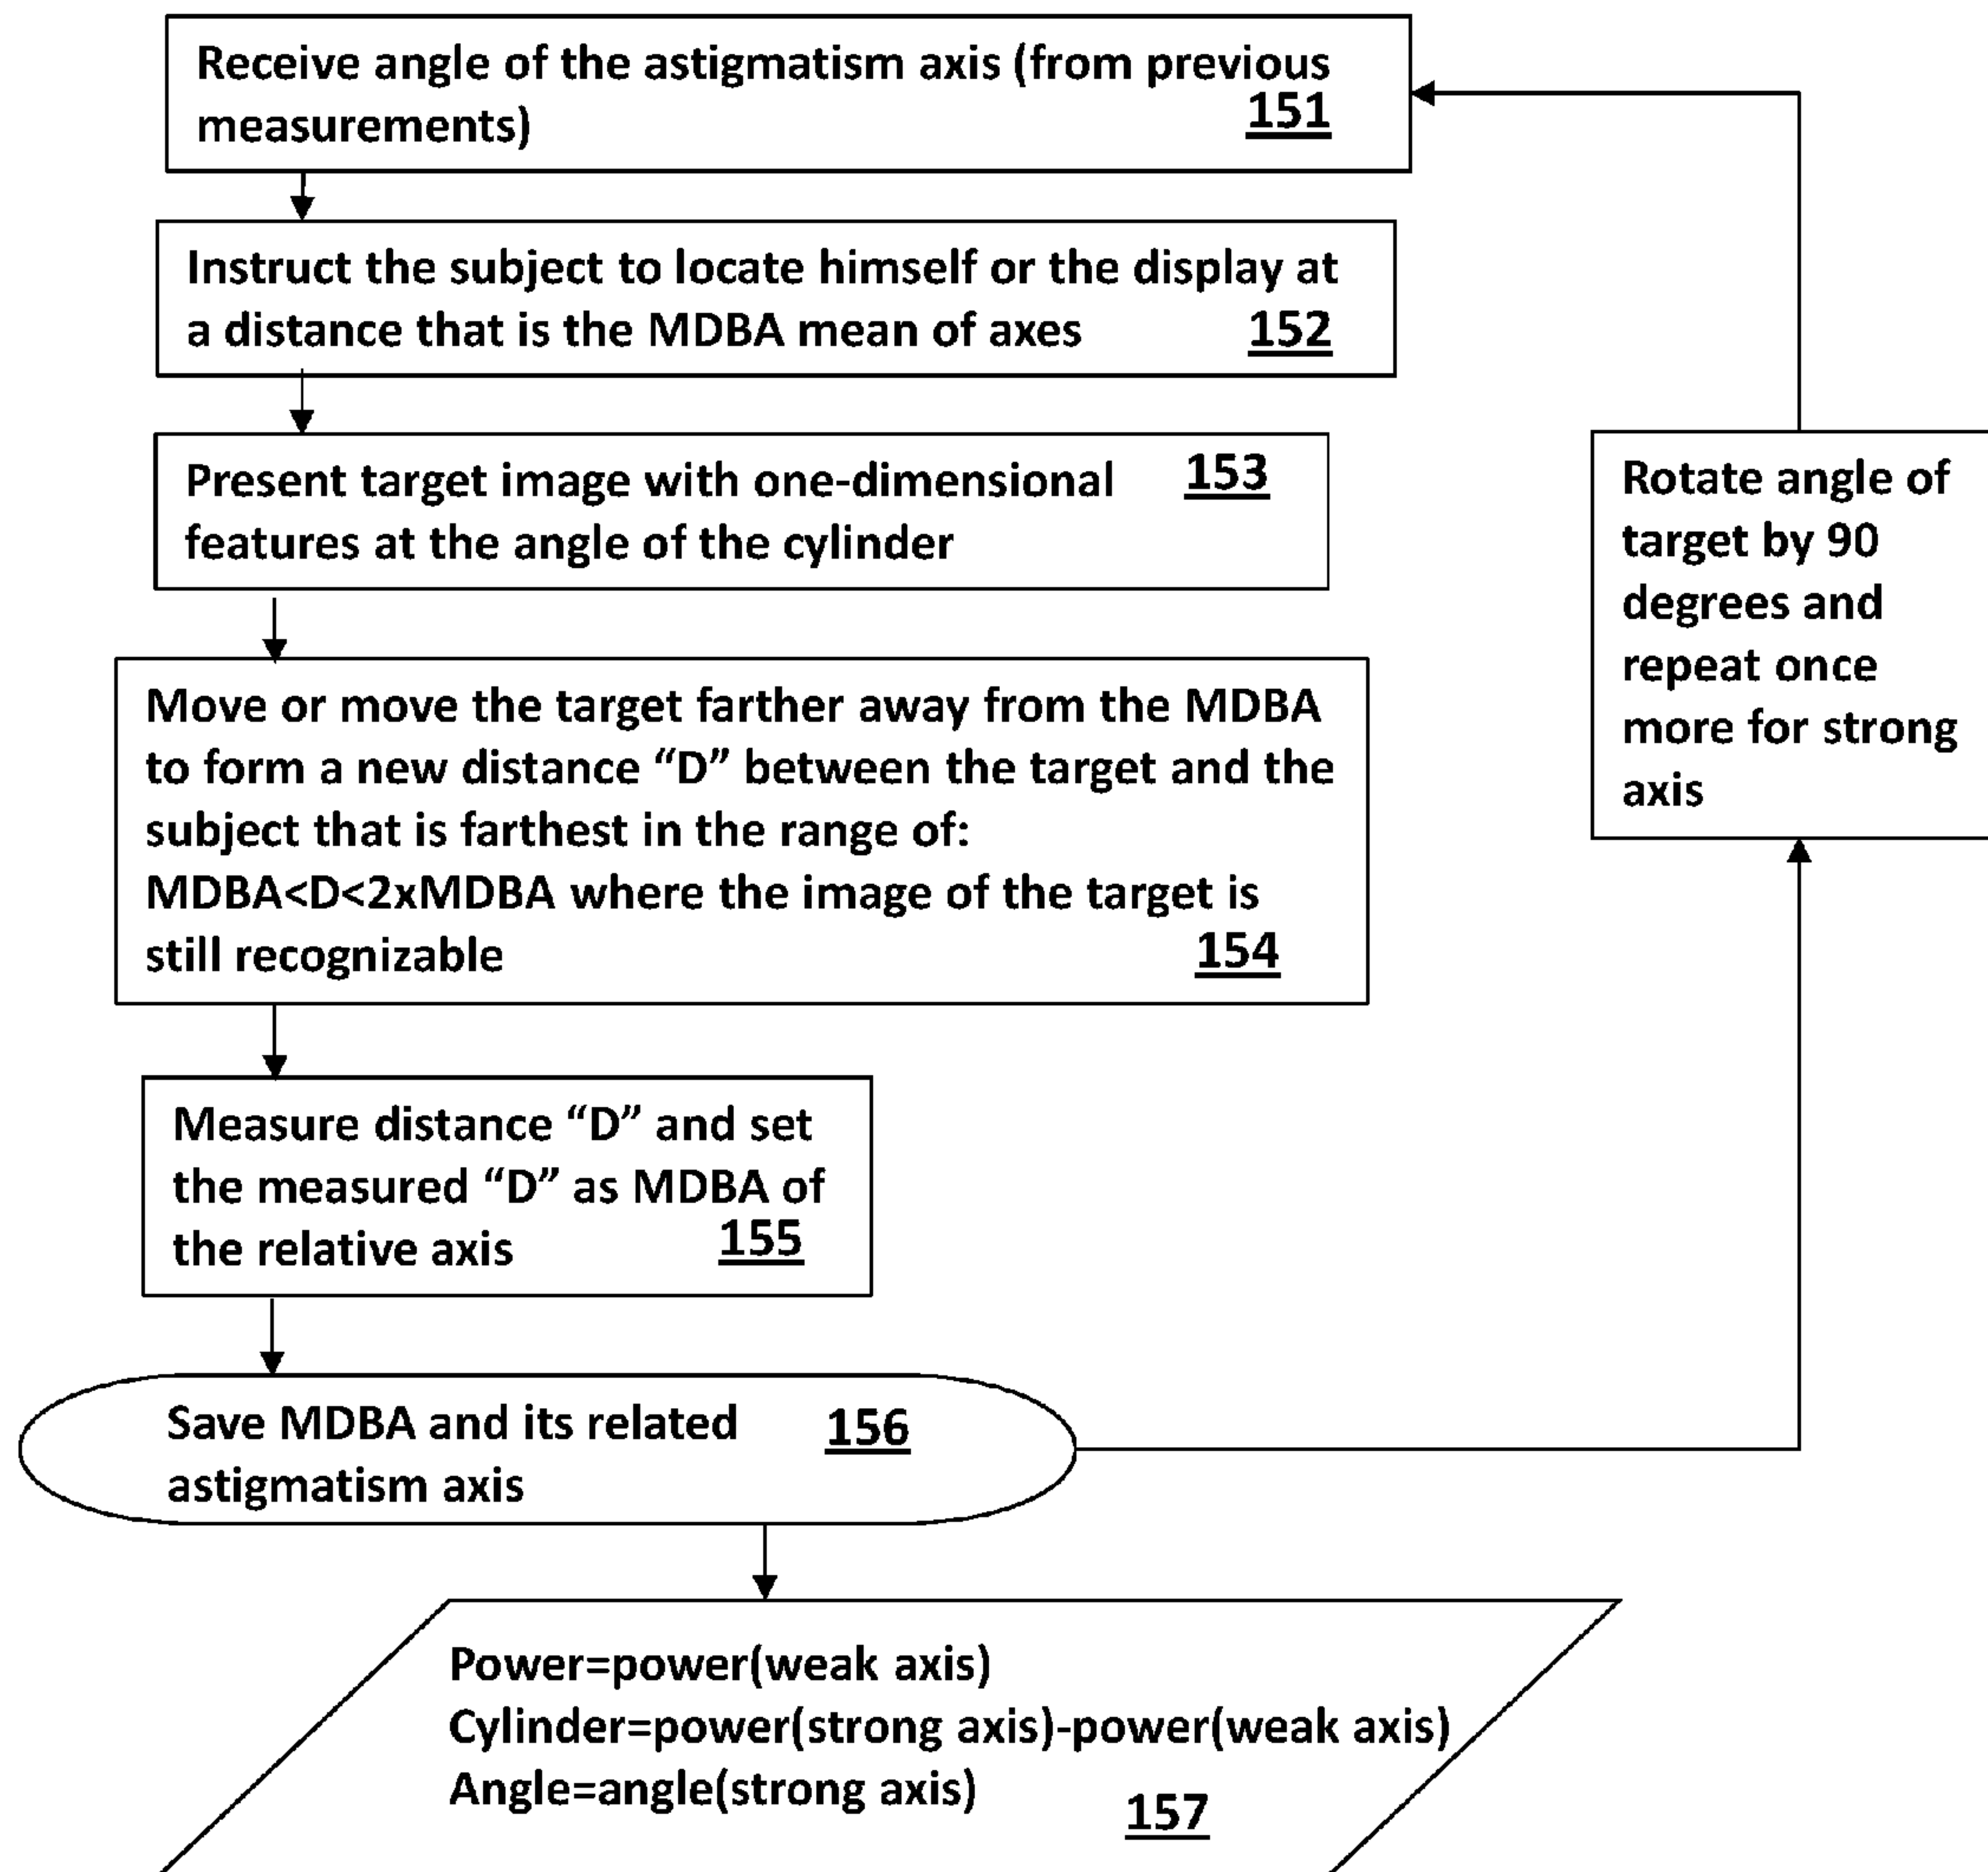 Receive angle of the astigmatism axis (from previous
measurements)
151
Instruct the subject to locate himself or the display at
a distance that is the MDBA mean of axes
152
Present target image with one-dimensional
153
features at the angle of the cylinder
Move or move the target farther away from the MDBA
to form a new distance “D” between the target and the
subject that is farthest in the range of:
MDBA<D<2xMDBA where the image of the target is
still recognizable
154
Measure distance “D” and set
the measured “D” as MDBA of
the relative axis
155
Save MDBA and its related
156
astigmatism axis
Rotate angle of
target by 90
degrees and
repeat once
more for strong
axis
Power=power(weak axis)
Cylinder=power(strong axis)-power(weak axis)
Angle=angle(strong axis)
157